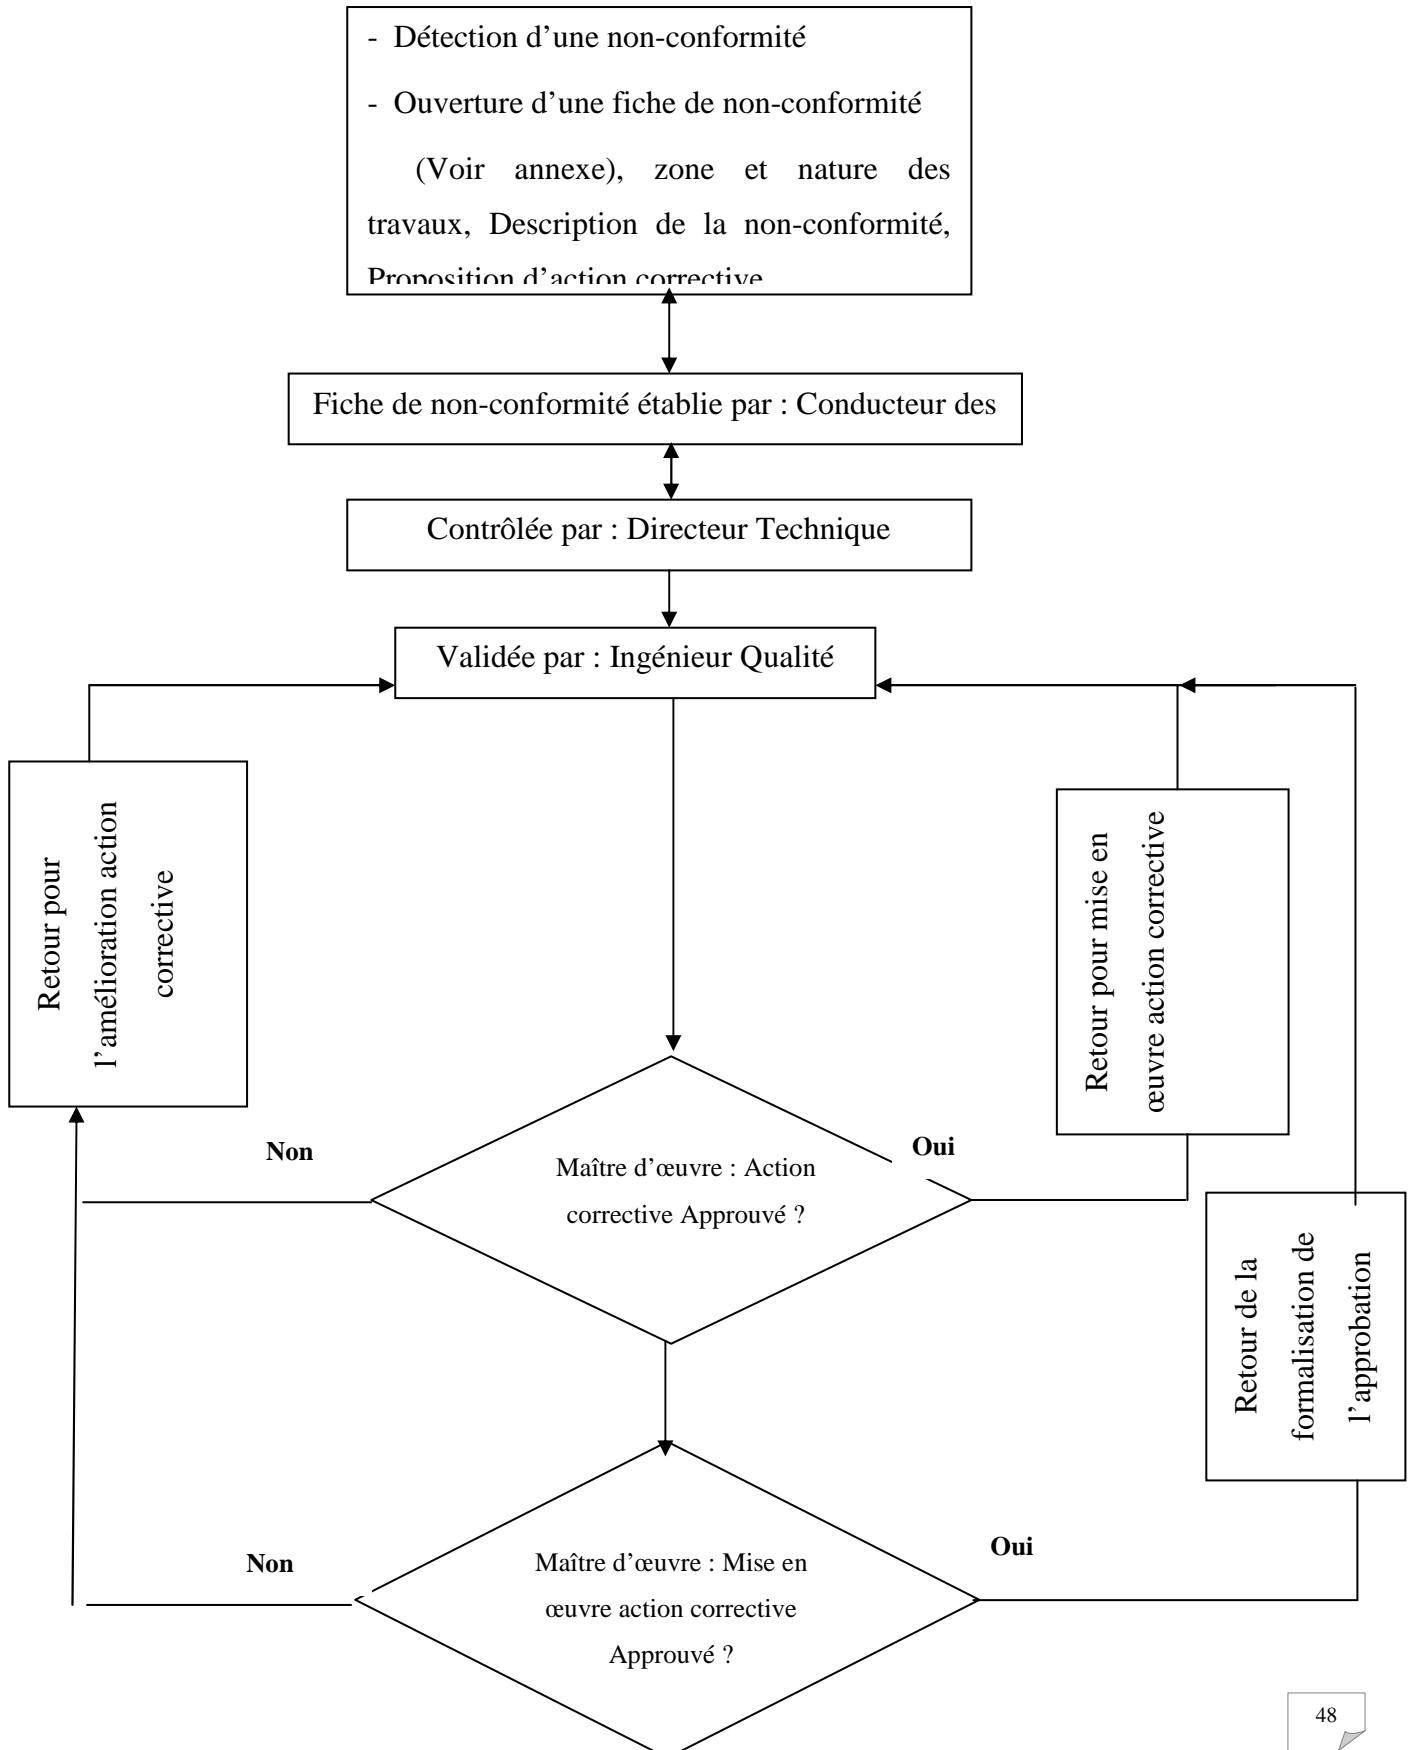 - Détection d’une non-conformité
- Ouverture d’une fiche de non-conformité
(Voir annexe), zone et nature des
travaux, Description de la non-conformité,
Proposition d’action corrective
Fiche de non-conformité établie par : Conducteur des
Contrôlée par : Directeur Technique
Validée par : Ingénieur Qualité
Retour pour
l’amélioration action
corrective
Retour pour mise en
œuvre action corrective
Non
Oui
Maître d’œuvre : Action
corrective Approuvé ?
Retour de la
formalisation de
l’approbation
Non
Oui
Maître d’œuvre : Mise en
œuvre action corrective
Approuvé ?
48